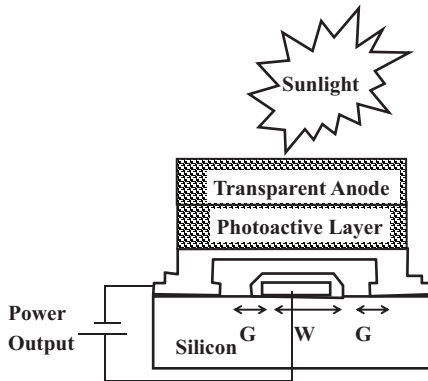 Sunlight
Transparent Anode
Photoactive Layer
G W G
Power
Output
Silicon